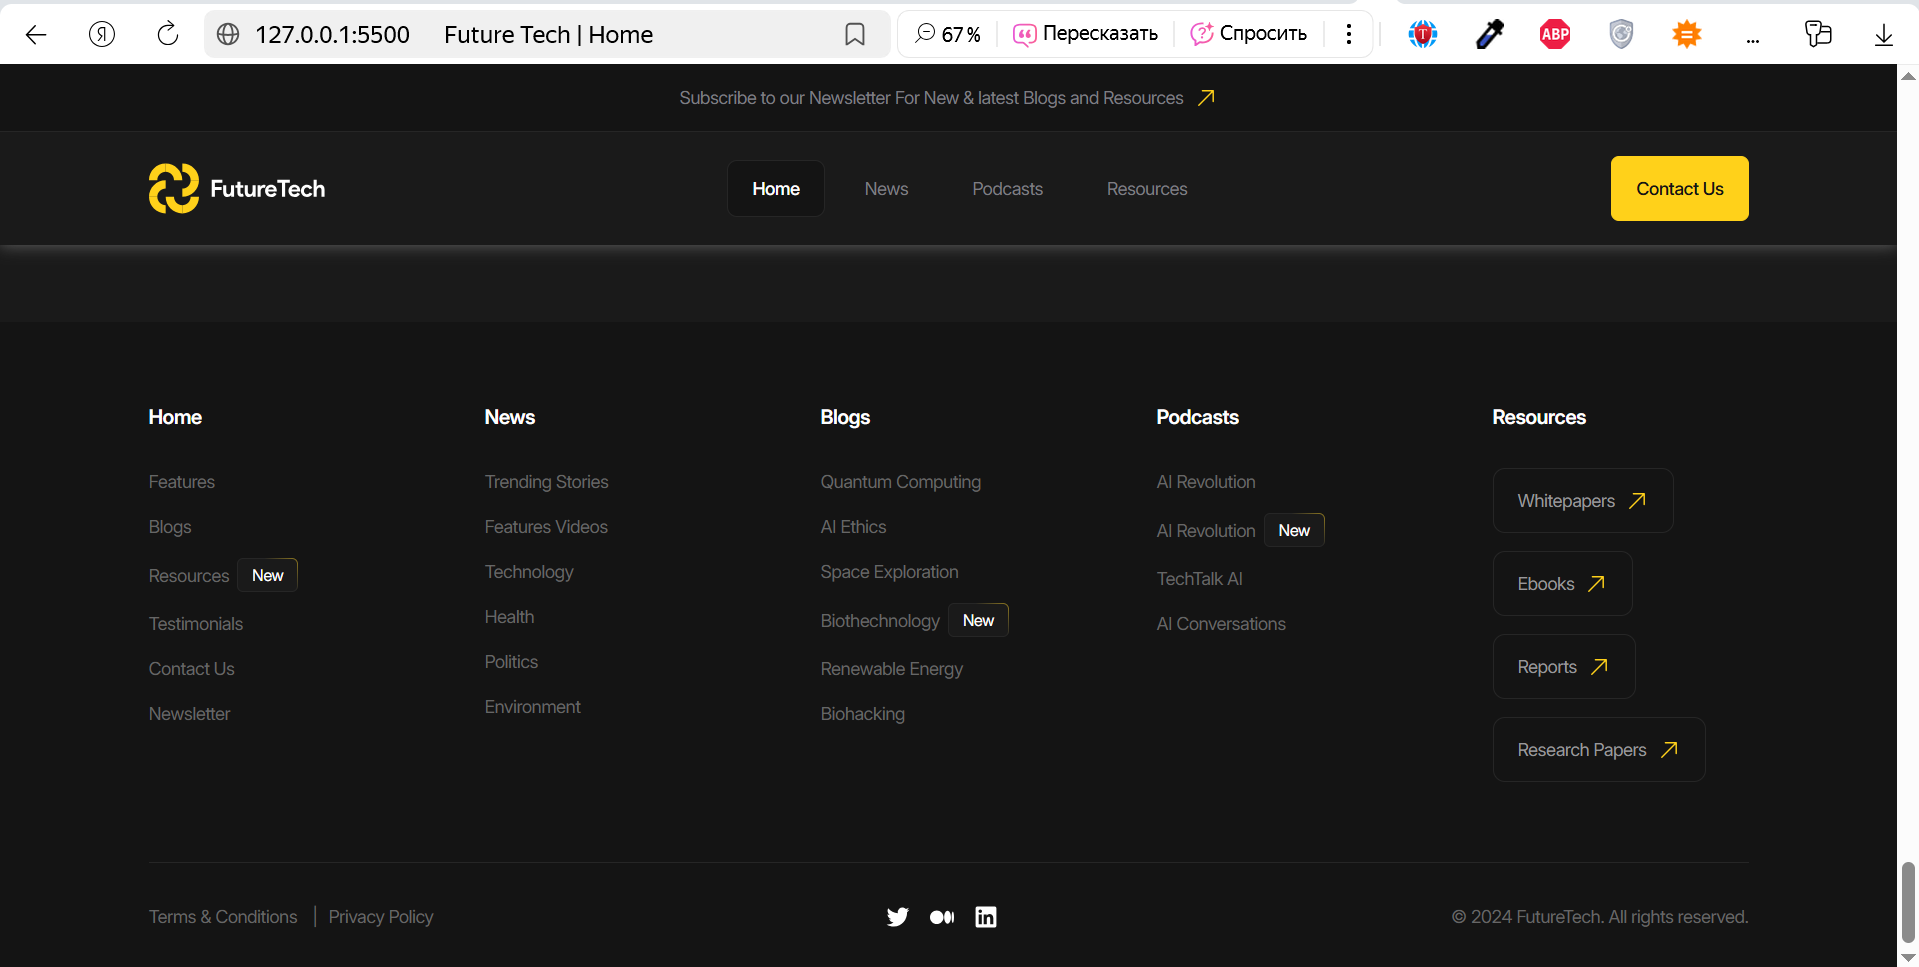 Я
127.0.0.1:5500 Future Tech | Home
67 %
Пересказать
Спросить
T
ABP
...
Subscribe to our Newsletter For New & latest Blogs and Resources
FutureTech
Home
News
Podcasts
Resources
Contact Us
Home
Features
Blogs
Resources New
Testimonials
Contact Us
Newsletter
News
Trending Stories
Features Videos
Technology
Health
Politics
Environment
Blogs
Quantum Computing
AI Ethics
Space Exploration
Biothechnology New
Renewable Energy
Biohacking
Podcasts
AI Revolution
AI Revolution New
TechTalk AI
AI Conversations
Resources
Whitepapers
Ebooks
Reports
Research Papers
Terms & Conditions | Privacy Policy
in
© 2024 FutureTech. All rights reserved.